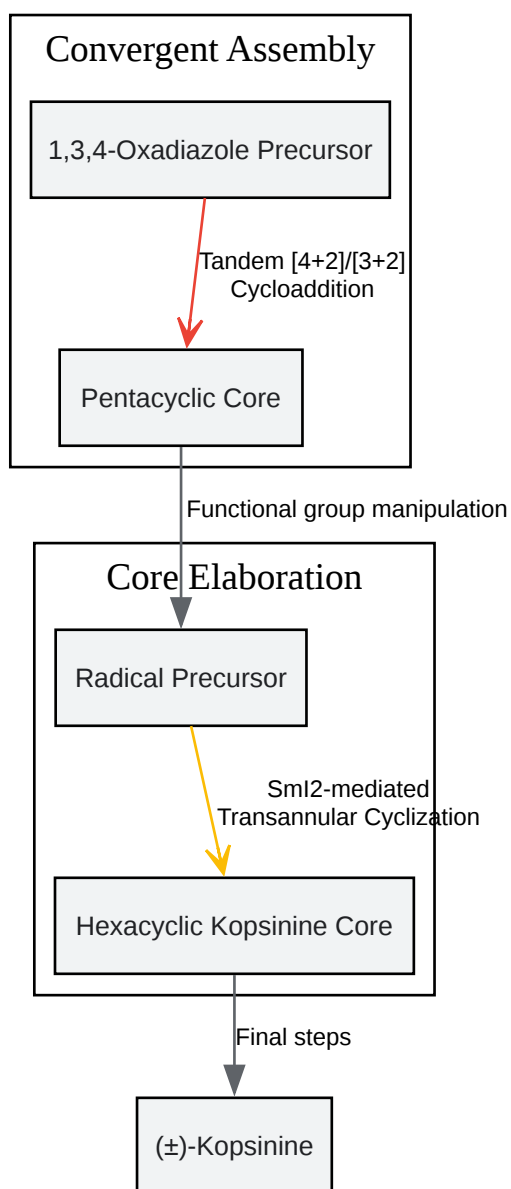 Convergent Assembly
1,3,4-Oxadiazole Precursor
Tandem [4+2]/[3+2]
Cycloaddition
Pentacyclic Core
Functional group manipulation
Core Elaboration
Radical Precursor
SmI2-mediated
Transannular Cyclization
Hexacyclic Kopsinine Core
Final steps
(±)-Kopsinine